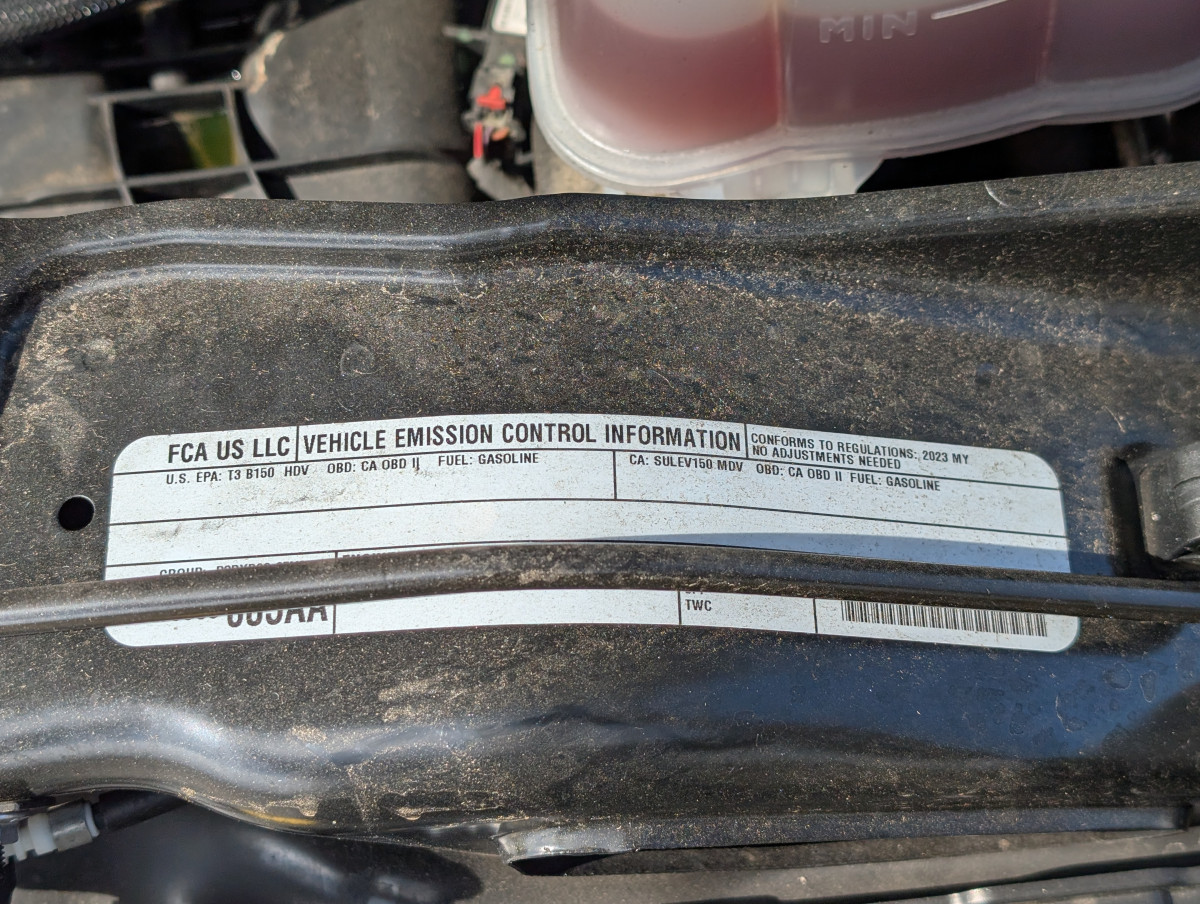 MIN
FCA US LLC
VEHICLE EMISSION CONTROL INFORMATION
CONFORMS TO REGULATIONS: 2023 MY
NO ADJUSTMENTS NEEDED
U.S. EPA: T3 B150 HDV OBD: CA OBD II FUEL: GASOLINE
CA: SULEV150 MDV OBD: CA OBD II FUEL: GASOLINE
GROUP:
TWC